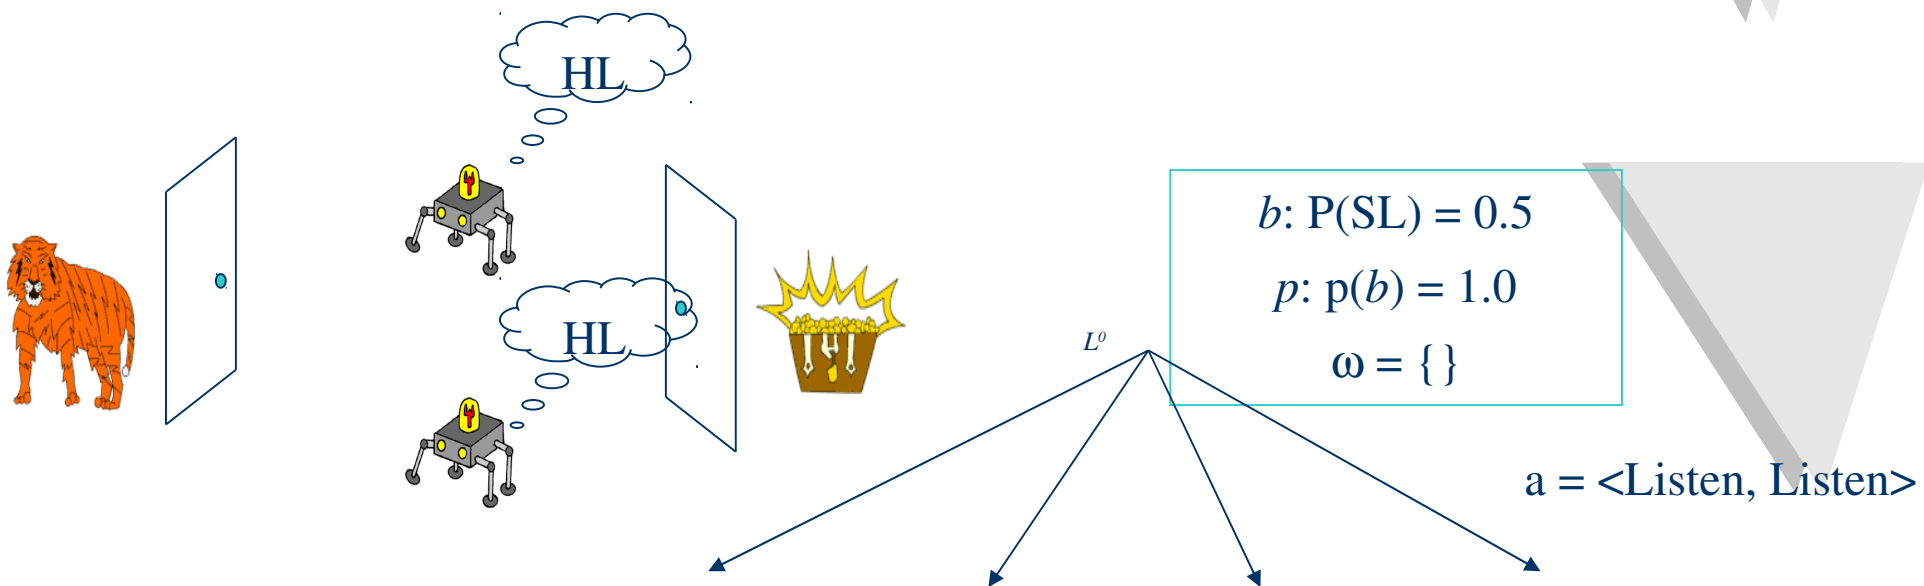 HL
HL
b: P(SL) = 0.5
p: p(b) = 1.0
ω = {}
L⁰
a = <Listen, Listen>